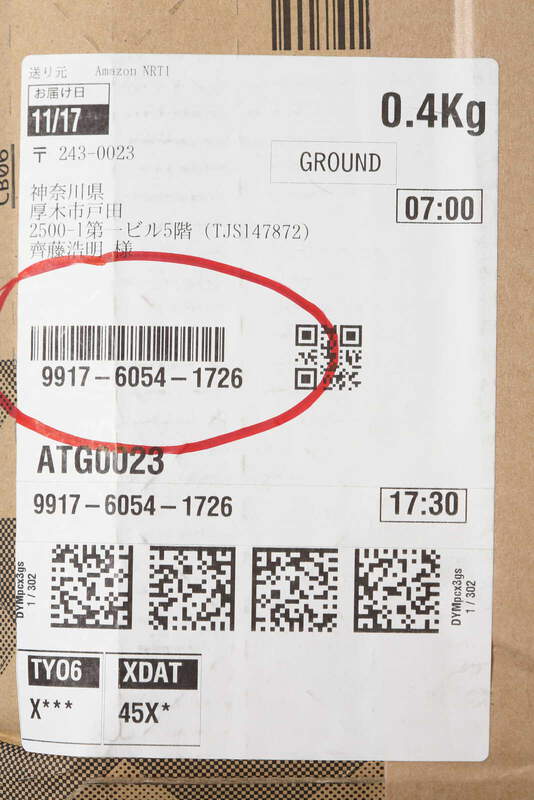 送り元 Amazon NRT1
お届け日
11/17
0.4Kg
〒 243-0023
GROUND
神奈川県
厚木市戸田
2500-1第一ビル5階 (TJS147872)
齊藤浩明 様
07:00
CB06
9917-6054-1726
ATG0023
9917-6054-1726
17:30
DYMpcx3gs
1 / 302
DYMpcx3gs
1 / 302
TY06
XDAT
X***
45X*